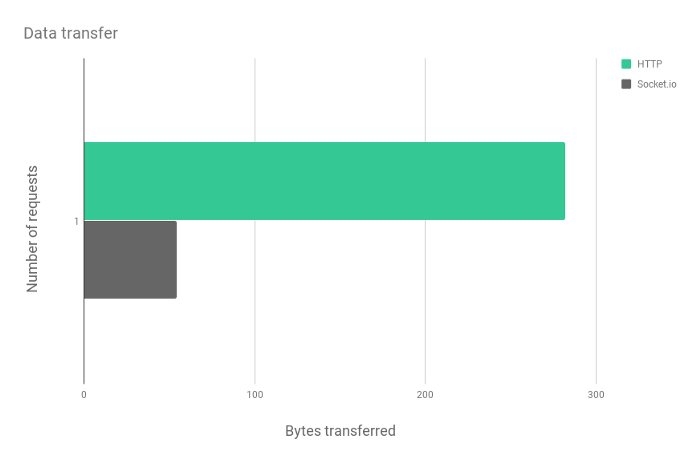 Data transfer
HTTP
Socket.io
Number of requests
1
0
100
200
300
Bytes transferred